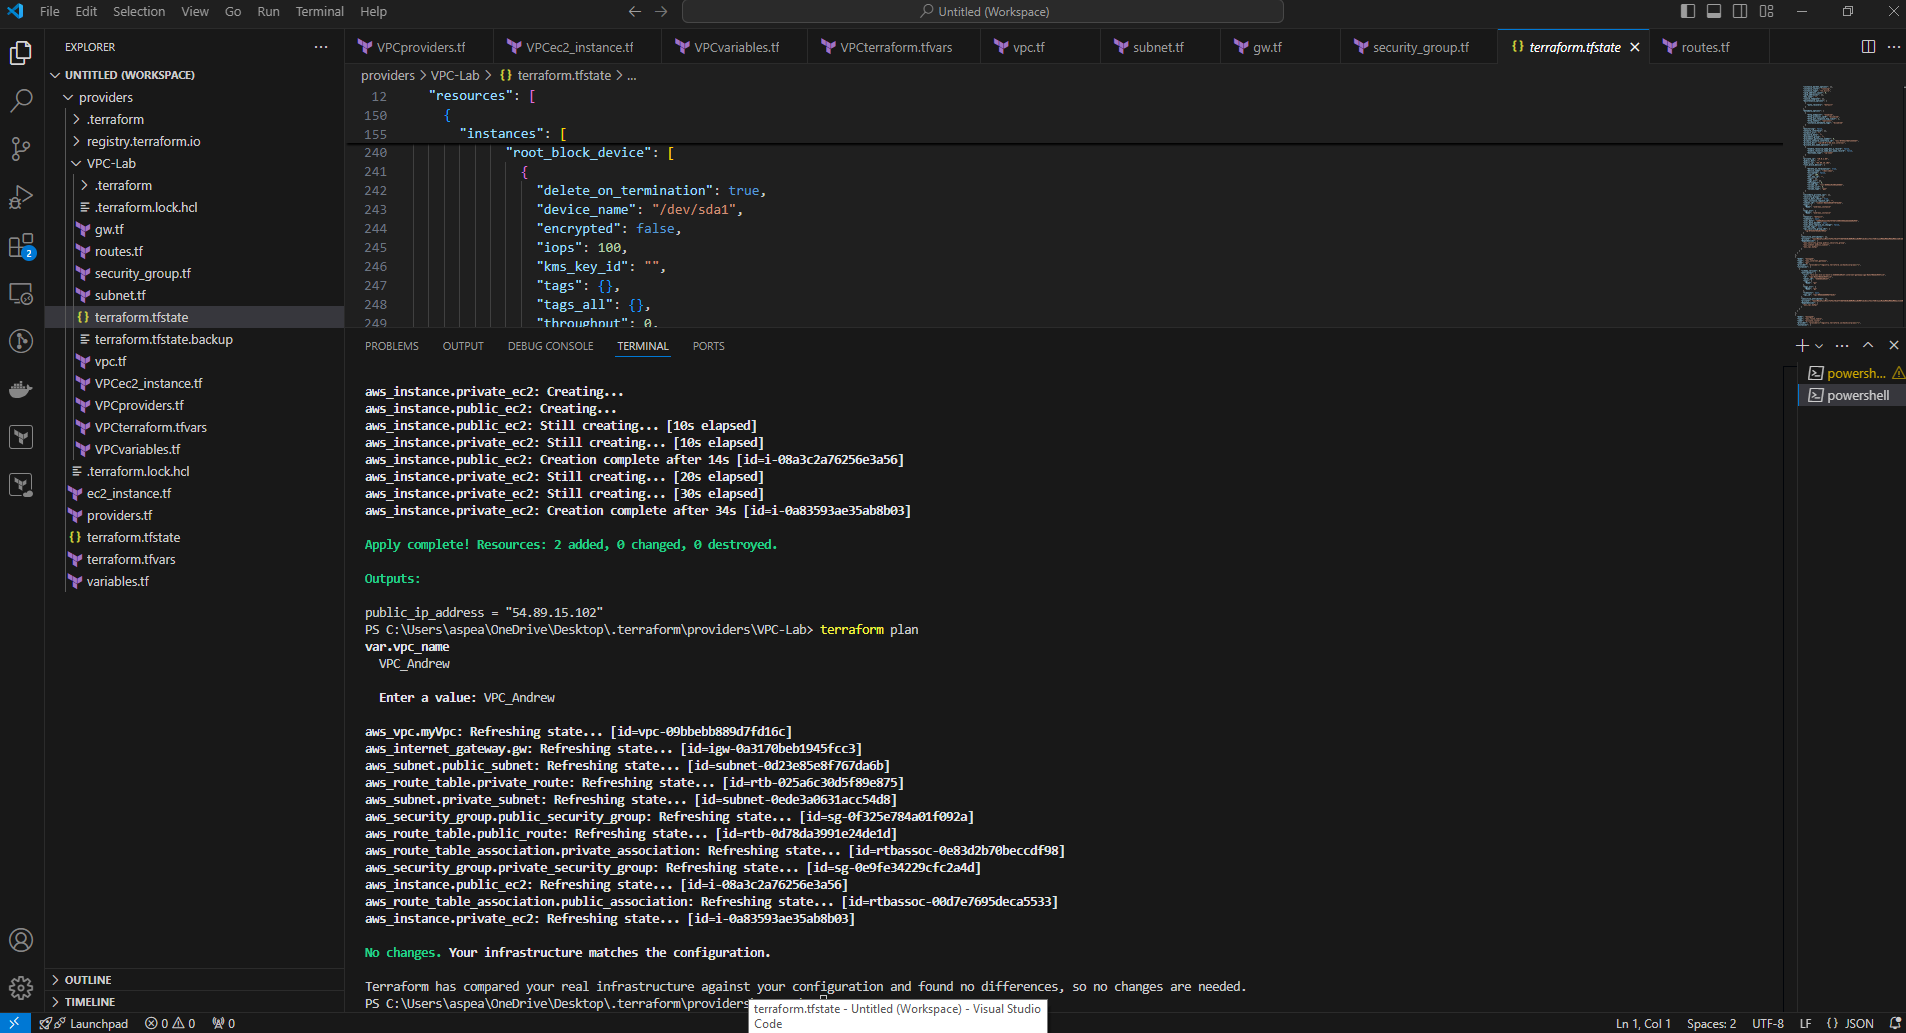 File Edit Selection View Go Run Terminal Help
Untitled (Workspace)
EXPLORER
UNTITLED (WORKSPACE)
providers
.terraform
registry.terraform.io
VPC-Lab
.terraform
.terraform.lock.hcl
gw.tf
routes.tf
security_group.tf
subnet.tf
{} terraform.tfstate
terraform.tfstate.backup
vpc.tf
VPCec2_instance.tf
VPCproviders.tf
VPCterraform.tfvars
VPCvariables.tf
.terraform.lock.hcl
ec2_instance.tf
providers.tf
{} terraform.tfstate
terraform.tfvars
variables.tf
OUTLINE
TIMELINE
2
VPCproviders.tf VPCec2_instance.tf VPCvariables.tf VPCterraform.tfvars vpc.tf subnet.tf gw.tf security_group.tf {} terraform.tfstate routes.tf
providers > VPC-Lab > {} terraform.tfstate > ...
12 "resources": [
150 {
155 "instances": [
240 "root_block_device": [
241 {
242 "delete_on_termination": true,
243 "device_name": "/dev/sda1",
244 "encrypted": false,
245 "iops": 100,
246 "kms_key_id": "",
247 "tags": {},
248 "tags_all": {},
249 "throughput": 0,
PROBLEMS OUTPUT DEBUG CONSOLE TERMINAL PORTS
powersh...
powershell
aws_instance.private_ec2: Creating...
aws_instance.public_ec2: Creating...
aws_instance.public_ec2: Still creating... [10s elapsed]
aws_instance.private_ec2: Still creating... [10s elapsed]
aws_instance.public_ec2: Creation complete after 14s [id=i-08a3c2a76256e3a56]
aws_instance.private_ec2: Still creating... [20s elapsed]
aws_instance.private_ec2: Still creating... [30s elapsed]
aws_instance.private_ec2: Creation complete after 34s [id=i-0a83593ae35ab8b03]
Apply complete! Resources: 2 added, 0 changed, 0 destroyed.
Outputs:
public_ip_address = "54.89.15.102"
PS C:\Users\aspea\OneDrive\Desktop\.terraform\providers\VPC-Lab> terraform plan
var.vpc_name
VPC_Andrew
Enter a value: VPC_Andrew
aws_vpc.myVpc: Refreshing state... [id=vpc-09bbebb889d7fd16c]
aws_internet_gateway.gw: Refreshing state... [id=igw-0a3170beb1945fcc3]
aws_subnet.public_subnet: Refreshing state... [id=subnet-0d23e85e8f767da6b]
aws_route_table.private_route: Refreshing state... [id=rtb-025a6c30d5f89e875]
aws_subnet.private_subnet: Refreshing state... [id=subnet-0ede3a0631acc54d8]
aws_security_group.public_security_group: Refreshing state... [id=sg-0f325e784a01f092a]
aws_route_table.public_route: Refreshing state... [id=rtb-0d78da3991e24de1d]
aws_route_table_association.private_association: Refreshing state... [id=rtbassoc-0e83d2b70beccdf98]
aws_security_group.private_security_group: Refreshing state... [id=sg-0e9fe34229cfc2a4d]
aws_instance.public_ec2: Refreshing state... [id=i-08a3c2a76256e3a56]
aws_route_table_association.public_association: Refreshing state... [id=rtbassoc-00d7e7695deca5533]
aws_instance.private_ec2: Refreshing state... [id=i-0a83593ae35ab8b03]
No changes. Your infrastructure matches the configuration.
Terraform has compared your real infrastructure against your configuration and found no differences, so no changes are needed.
PS C:\Users\aspea\OneDrive\Desktop\.terraform\providers
terraform.tfstate - Untitled (Workspace) - Visual Studio
Code
Launchpad 0 0 0 Ln 1, Col 1 Spaces: 2 UTF-8 LF {} JSON